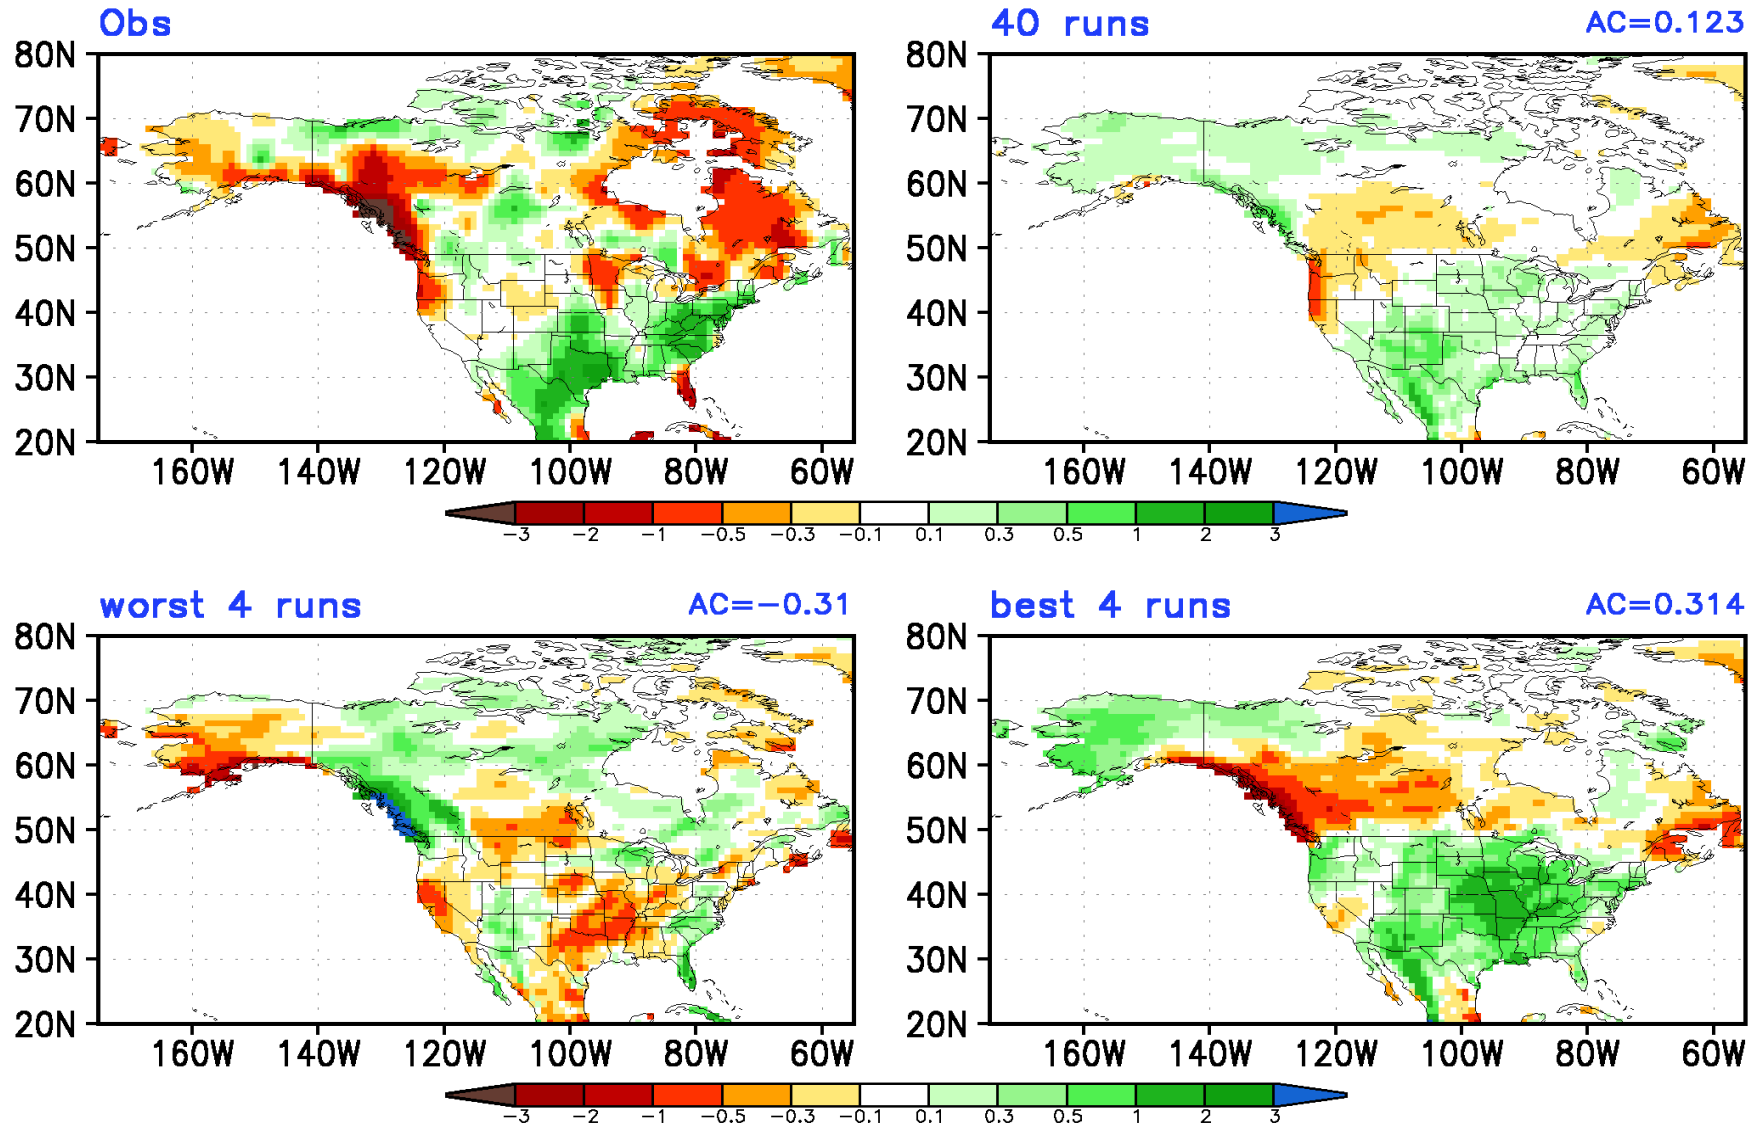 Obs
40 runs AC=0.123
80N 80N
70N 70N
60N 60N
50N 50N
40N 40N
30N 30N
20N 20N
160W 140W 120W 100W 80W 60W 160W 140W 120W 100W 80W 60W
−3 −2 −1 −0.5 −0.3 −0.1 0.1 0.3 0.5 1 2 3
worst 4 runs AC=−0.31
best 4 runs AC=0.314
80N 80N
70N 70N
60N 60N
50N 50N
40N 40N
30N 30N
20N 20N
160W 140W 120W 100W 80W 60W 160W 140W 120W 100W 80W 60W
−3 −2 −1 −0.5 −0.3 −0.1 0.1 0.3 0.5 1 2 3